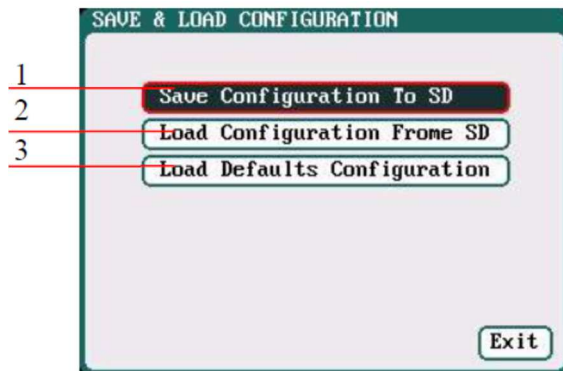 SAVE & LOAD CONFIGURATION
1
Save Configuration To SD
2
Load Configuration Frome SD
3
Load Defaults Configuration
Exit